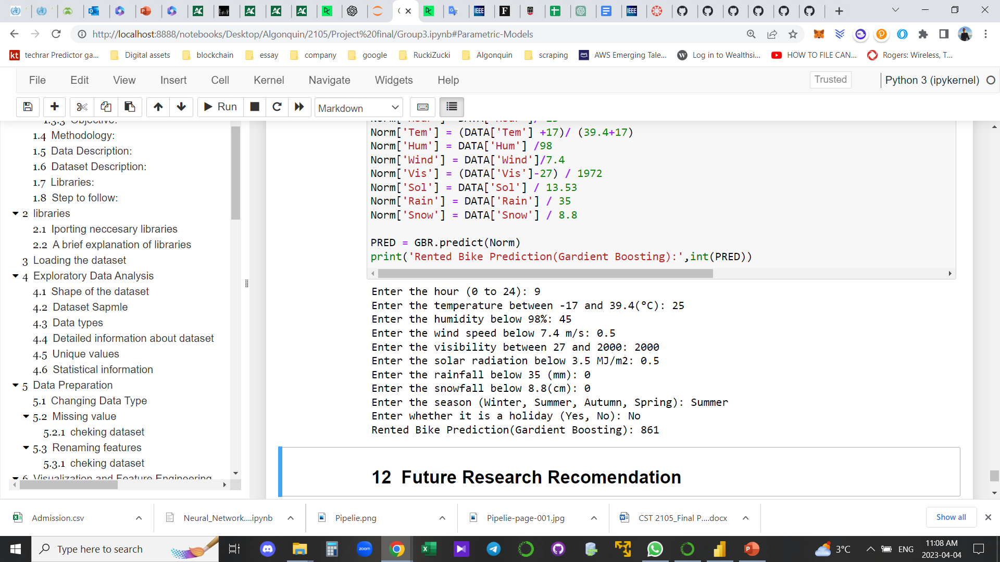 http://localhost:8888/notebooks/Desktop/Algonquin/2105/Project%20final/Group3.ipynb#Parametric-Models
techrar Predictor ga...
Digital assets
blockchain
essay
company
google
RuckiZucki
Algonquin
scraping
AWS Emerging Tale...
Log in to Wealthsi...
HOW TO FILE CAN...
Rogers: Wireless, T...
File Edit View Insert Cell Kernel Navigate Widgets Help
Trusted
Python 3 (ipykernel)
Run
Markdown
1.3.3 Objective:
1.4 Methodology:
1.5 Data Description:
1.6 Dataset Description:
1.7 Libraries:
1.8 Step to follow:
2 libraries
2.1 Iporting neccesary libraries
2.2 A brief explanation of libraries
3 Loading the dataset
4 Exploratory Data Analysis
4.1 Shape of the dataset
4.2 Dataset Sapmle
4.3 Data types
4.4 Detailed information about dataset
4.5 Unique values
4.6 Statistical information
5 Data Preparation
5.1 Changing Data Type
5.2 Missing value
5.2.1 cheking dataset
5.3 Renaming features
5.3.1 cheking dataset
6 Visualization and Feature Engineering
Norm['Tem'] = (DATA['Tem'] +17)/ (39.4+17)
Norm['Hum'] = DATA['Hum'] /98
Norm['Wind'] = DATA['Wind']/7.4
Norm['Vis'] = (DATA['Vis']-27) / 1972
Norm['Sol'] = DATA['Sol'] / 13.53
Norm['Rain'] = DATA['Rain'] / 35
Norm['Snow'] = DATA['Snow'] / 8.8
PRED = GBR.predict(Norm)
print('Rented Bike Prediction(Gardient Boosting):',int(PRED))
Enter the hour (0 to 24): 9
Enter the temperature between -17 and 39.4(°C): 25
Enter the humidity below 98%: 45
Enter the wind speed below 7.4 m/s: 0.5
Enter the visibility between 27 and 2000: 2000
Enter the solar radiation below 3.5 MJ/m2: 0.5
Enter the rainfall below 35 (mm): 0
Enter the snowfall below 8.8(cm): 0
Enter the season (Winter, Summer, Autumn, Spring): Summer
Enter whether it is a holiday (Yes, No): No
Rented Bike Prediction(Gardient Boosting): 861
12 Future Research Recomendation
Admission.csv
Neural_Network....ipynb
Pipelie.png
Pipelie-page-001.jpg
CST 2105_Final P....docx
Show all
Type here to search
zoom
3°C
ENG
11:08 AM
2023-04-04